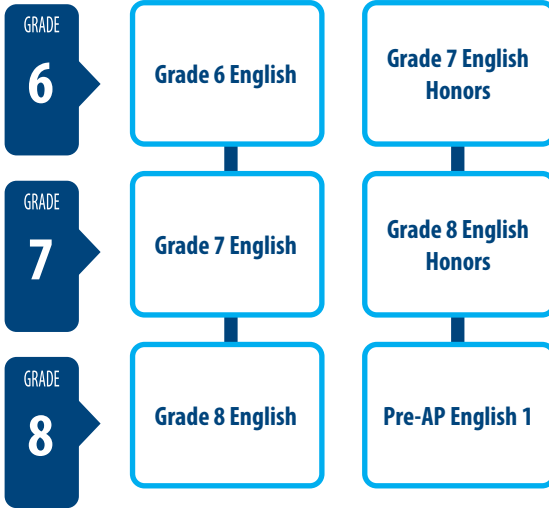 GRADE
6
Grade 6 English
Grade 7 English
Honors
GRADE
7
Grade 7 English
Grade 8 English
Honors
GRADE
8
Grade 8 English
Pre-AP English 1